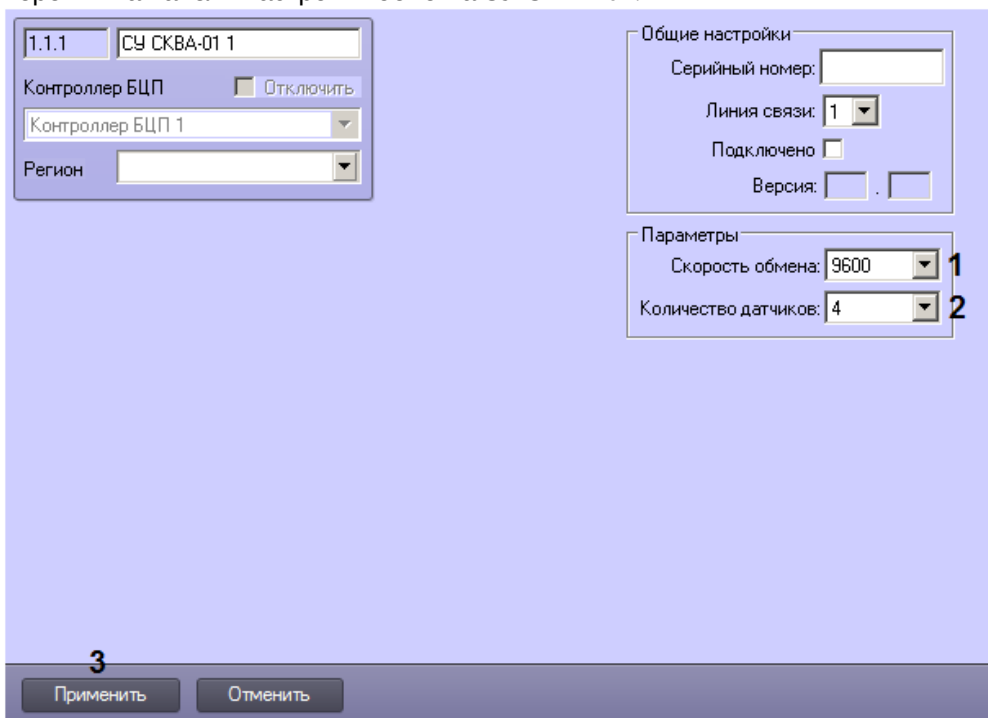 1.1.1 СУ СКВА-01 1
Контроллер БЦП Отключить
Контроллер БЦП 1
Регион
Общие настройки
Серийный номер:
Линия связи: 1
Подключено
Версия: .
Параметры
Скорость обмена: 9600 1
Количество датчиков: 4 2
3
Применить Отменить